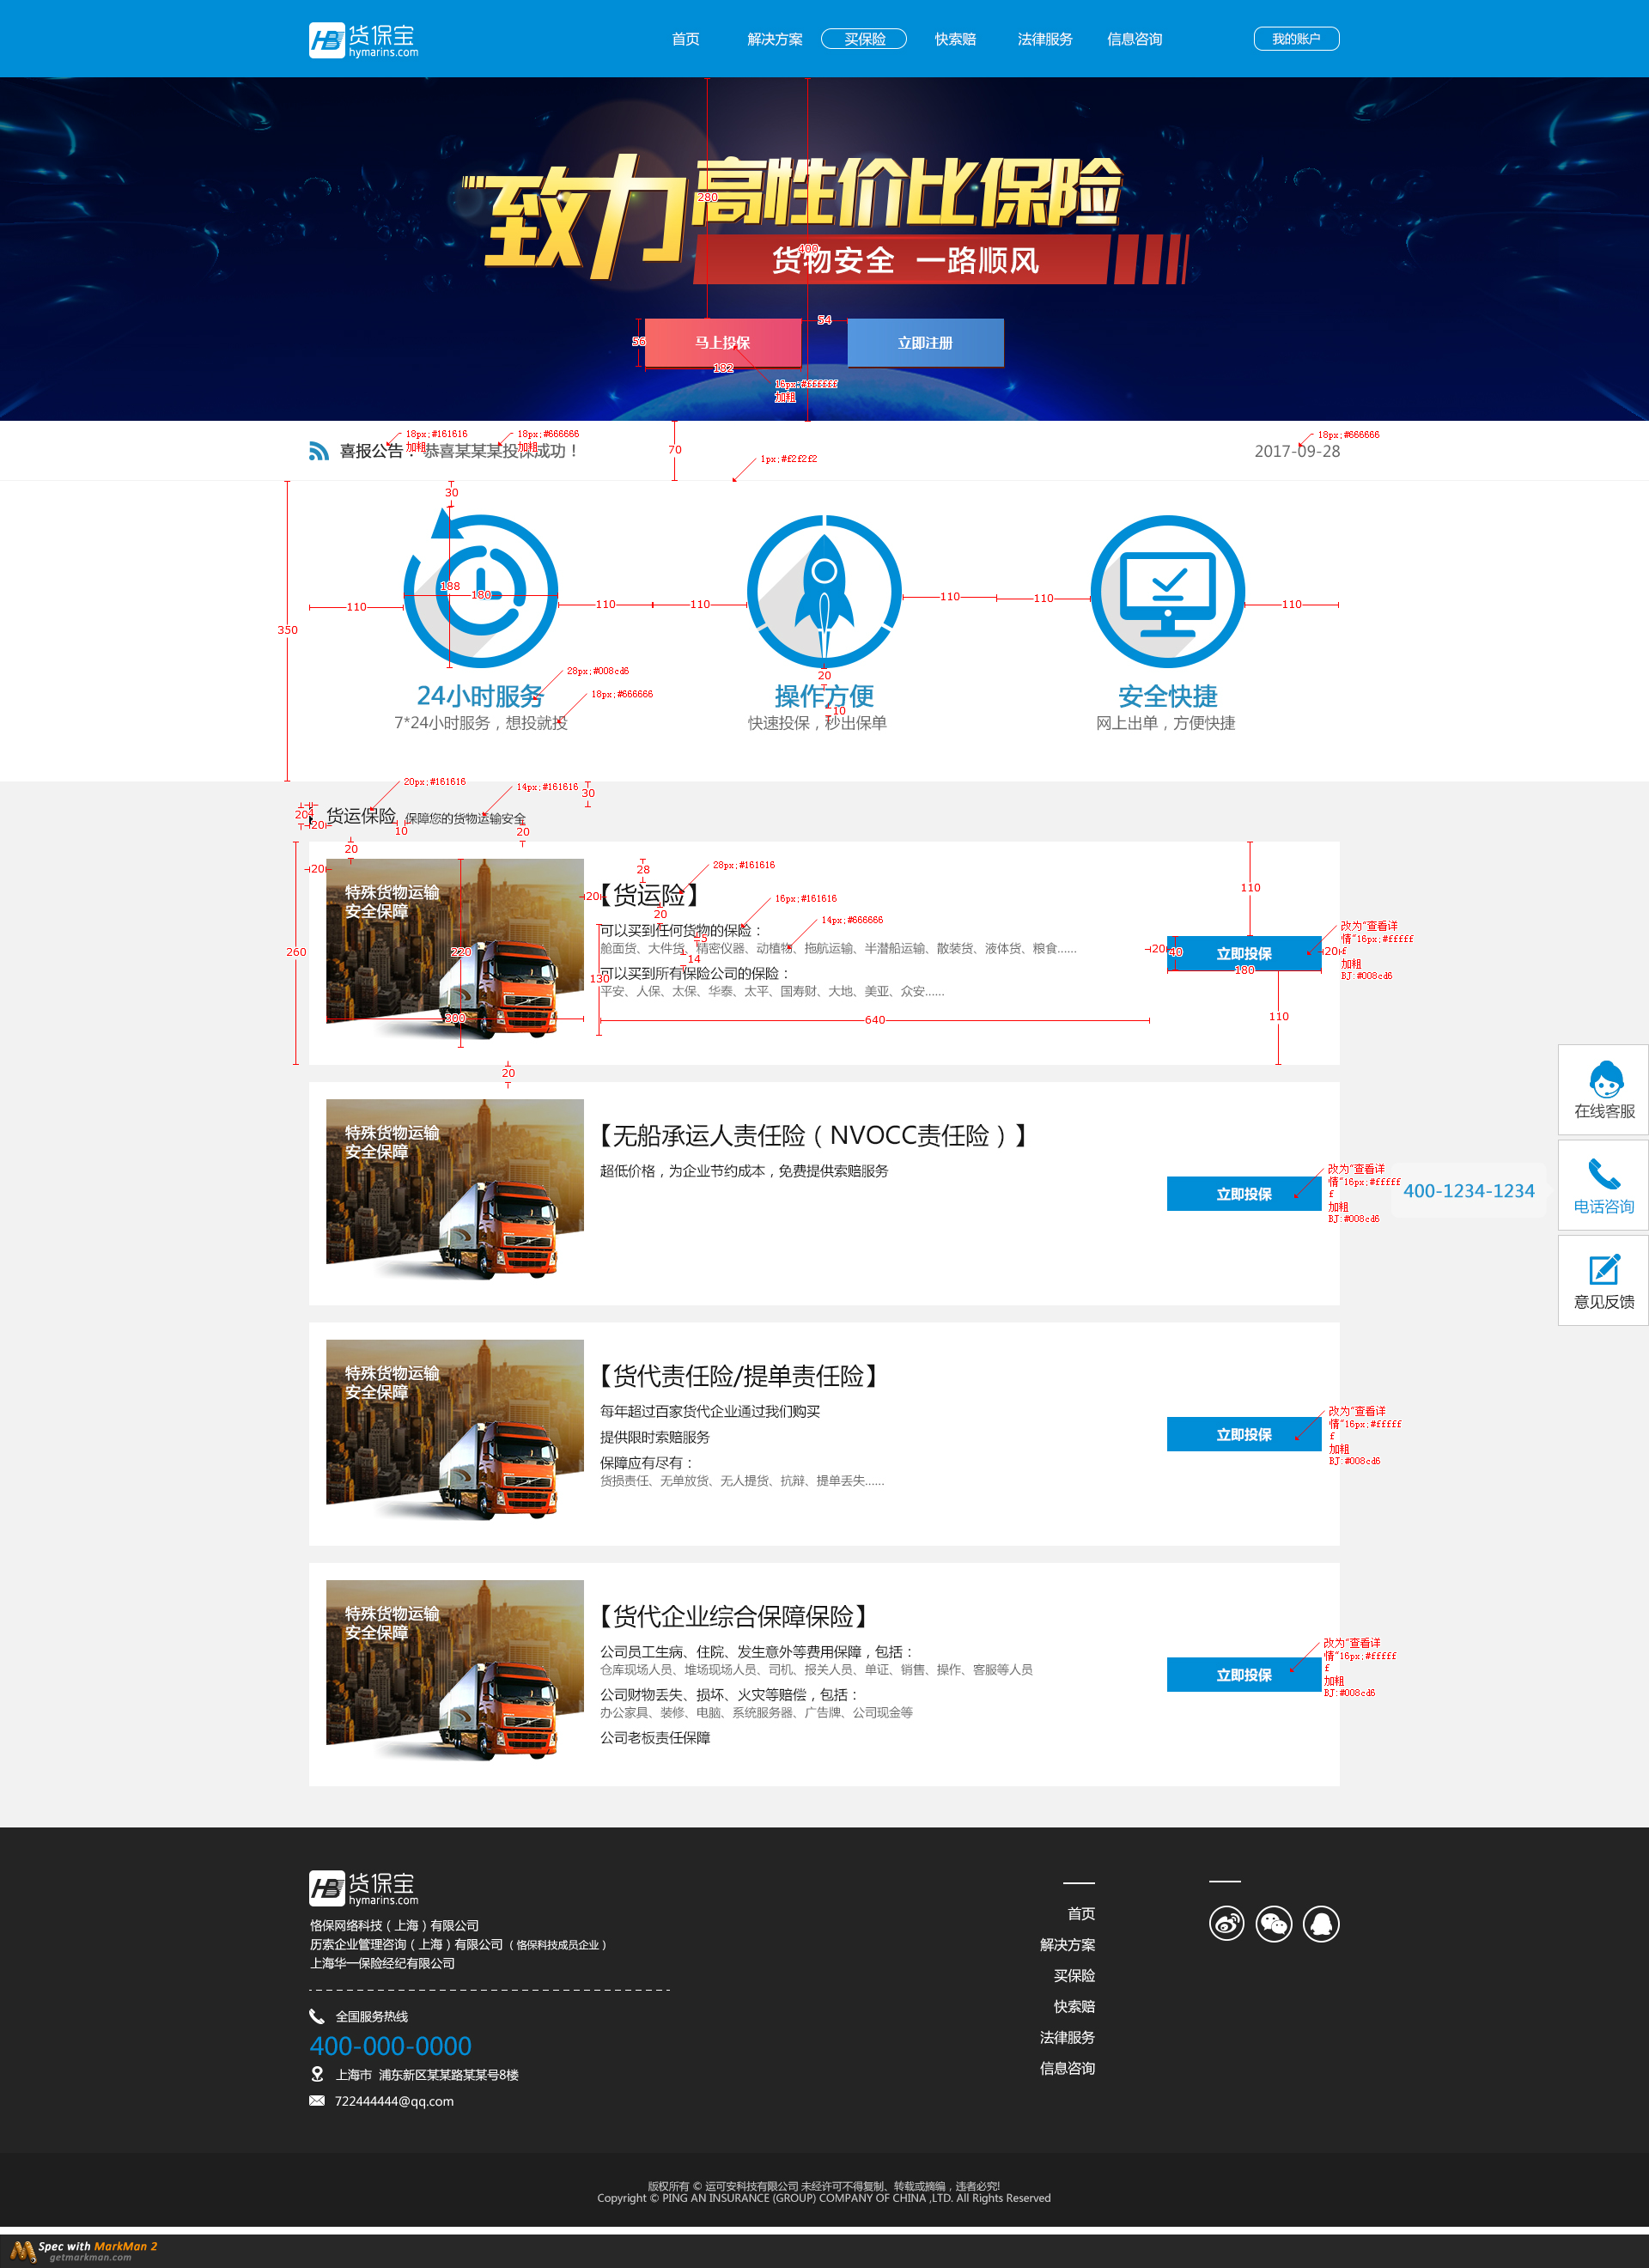 货保宝
hymarins.com
首页 解决方案 买保险 快索赔 法律服务 信息咨询 我的账户
致力高性价比保险
货物安全 一路顺风
280
400
54
56
马上投保 立即注册
182
15px;#ffffff
加粗
18px;#161616
加粗
18px;#666666
加粗
喜报公告： 恭喜某某某投保成功！
70
1px;#f2f2f2
18px;#666666
2017-09-28
30
188
180
110 110 110 110 110 110
350
20
10
28px;#008cd6
18px;#666666
24小时服务 操作方便 安全快捷
7*24小时服务，想投就投 快速投保，秒出保单 网上出单，方便快捷
20px;#161616
14px;#161616
30
204
20
货运保险 保障您的货物运输安全
10
20
20
20
260
特殊货物运输
安全保障
220
300
28
20
28px;#161616
【货运险】
20
16px;#161616
可以买到任何货物的保险：
14px;#666666
5
舱面货、大件货、精密仪器、动植物、拖航运输、半潜船运输、散装货、液体货、粮食......
14
130
可以买到所有保险公司的保险：
平安、人保、太保、华泰、太平、国寿财、大地、美亚、众安......
640
110
20
40
立即投保
180
20
110
改为“查看详
情”16px;#fffff
f
加粗
BJ:#008cd6
20
特殊货物运输
安全保障
【无船承运人责任险（NVOCC责任险）】
超低价格，为企业节约成本，免费提供索赔服务
立即投保
改为“查看详
情”16px;#fffff
f
加粗
BJ:#008cd6
在线客服
400-1234-1234
电话咨询
意见反馈
特殊货物运输
安全保障
【货代责任险/提单责任险】
每年超过百家货代企业通过我们购买
提供限时索赔服务
保障应有尽有：
货损责任、无单放货、无人提货、抗辩、提单丢失......
立即投保
改为“查看详
情”16px;#fffff
f
加粗
BJ:#008cd6
特殊货物运输
安全保障
【货代企业综合保障保险】
公司员工生病、住院、发生意外等费用保障，包括：
仓库现场人员、堆场现场人员、司机、报关人员、单证、销售、操作、客服等人员
公司财物丢失、损坏、火灾等赔偿，包括：
办公家具、装修、电脑、系统服务器、广告牌、公司现金等
公司老板责任保障
立即投保
改为“查看详
情”16px;#fffff
f
加粗
BJ:#008cd6
货保宝
hymarins.com
恪保网络科技（上海）有限公司
历索企业管理咨询（上海）有限公司（恪保科技成员企业）
上海华一保险经纪有限公司
全国服务热线
400-000-0000
上海市 浦东新区某某路某某号8楼
722444444@qq.com
首页
解决方案
买保险
快索赔
法律服务
信息咨询
版权所有 © 运可安科技有限公司 未经许可不得复制、转载或摘编，违者必究!
Copyright © PING AN INSURANCE (GROUP) COMPANY OF CHINA ,LTD. All Rights Reserved
Spec with MarkMan 2
getmarkman.com